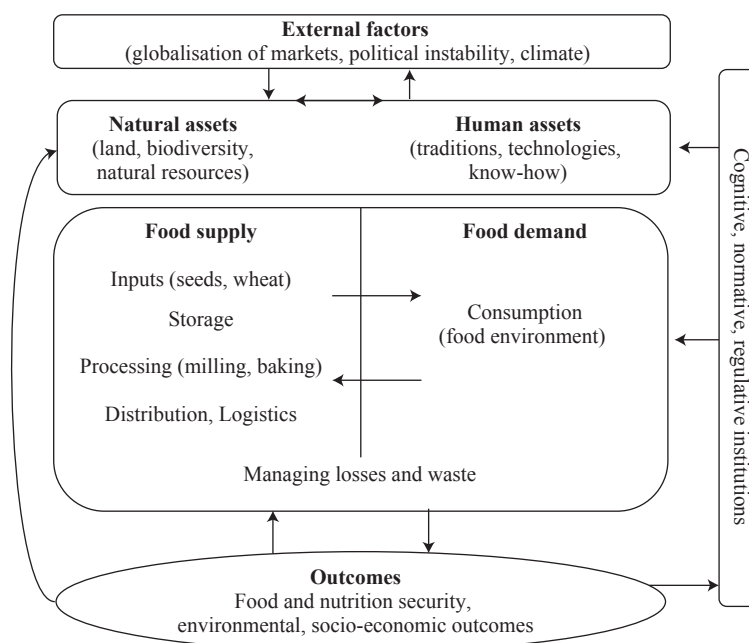 External factors
(globalisation of markets, political instability, climate)
Natural assets
(land, biodiversity,
natural resources)
Human assets
(traditions, technologies,
know-how)
Food supply
Inputs (seeds, wheat)
Storage
Processing (milling, baking)
Distribution, Logistics
Food demand
Consumption
(food environment)
Managing losses and waste
Outcomes
Food and nutrition security,
environmental, socio-economic outcomes
Cognitive, normative, regulative institutions